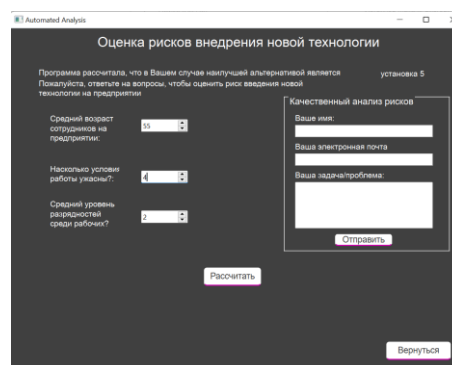 Automated Analysis
Оценка рисков внедрения новой технологии
Программа рассчитала, что в Вашем случае наилучшей альтернативой является установка 5
Пожалуйста, ответьте на вопросы, чтобы оценить риск введения новой
технологии на предприятии
Средний возраст
сотрудников на
предприятии:
55
Насколько условия
работы ужасны?:
4
Средний уровень
разрядностей
среди рабочих?
2
Качественный анализ рисков
Ваше имя:
Ваша электронная почта
Ваша задача/проблема:
Отправить
Рассчитать
Вернуться